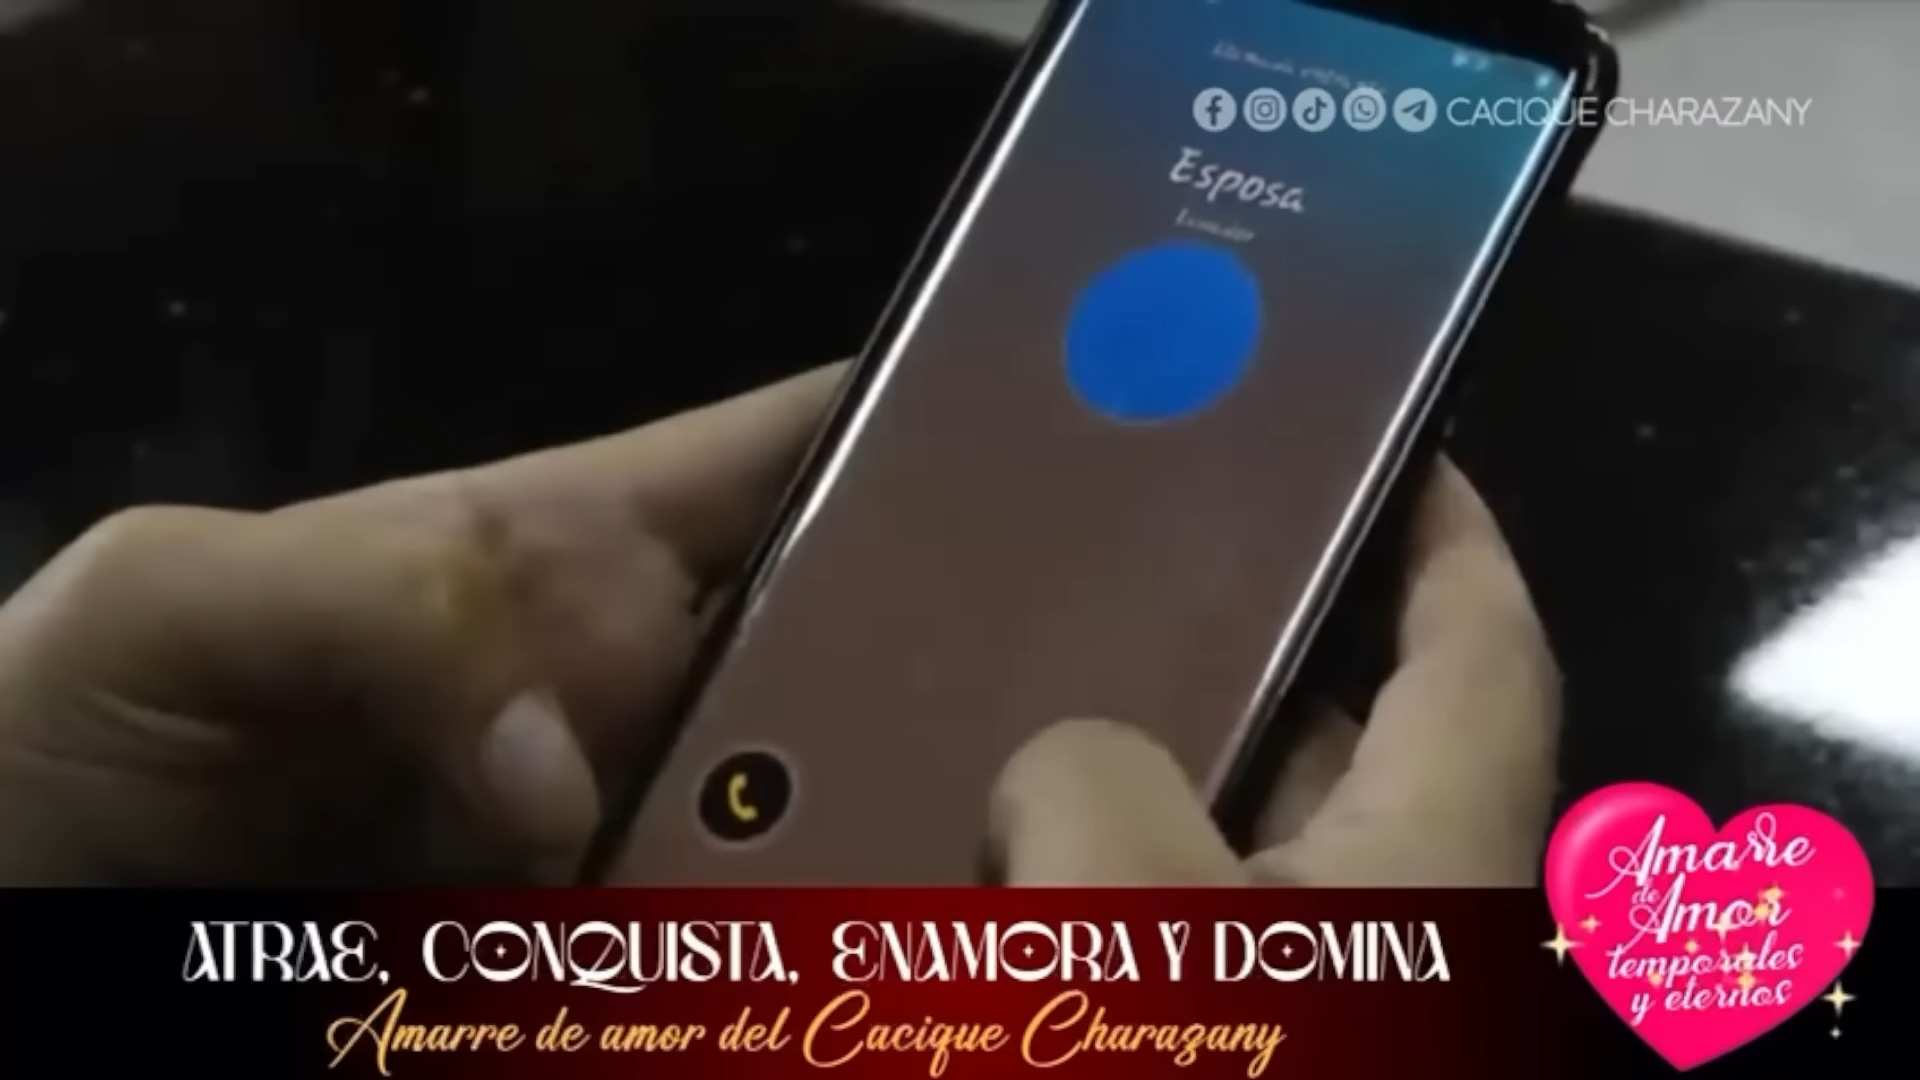 CACIQUE CHARAZANY
Esposa
ATRAE, CONQUISTA, ENAMORA Y DOMINA
Amarre de amor del Cacique Charazany
Amarre
de
Amor
temporales
y eternos